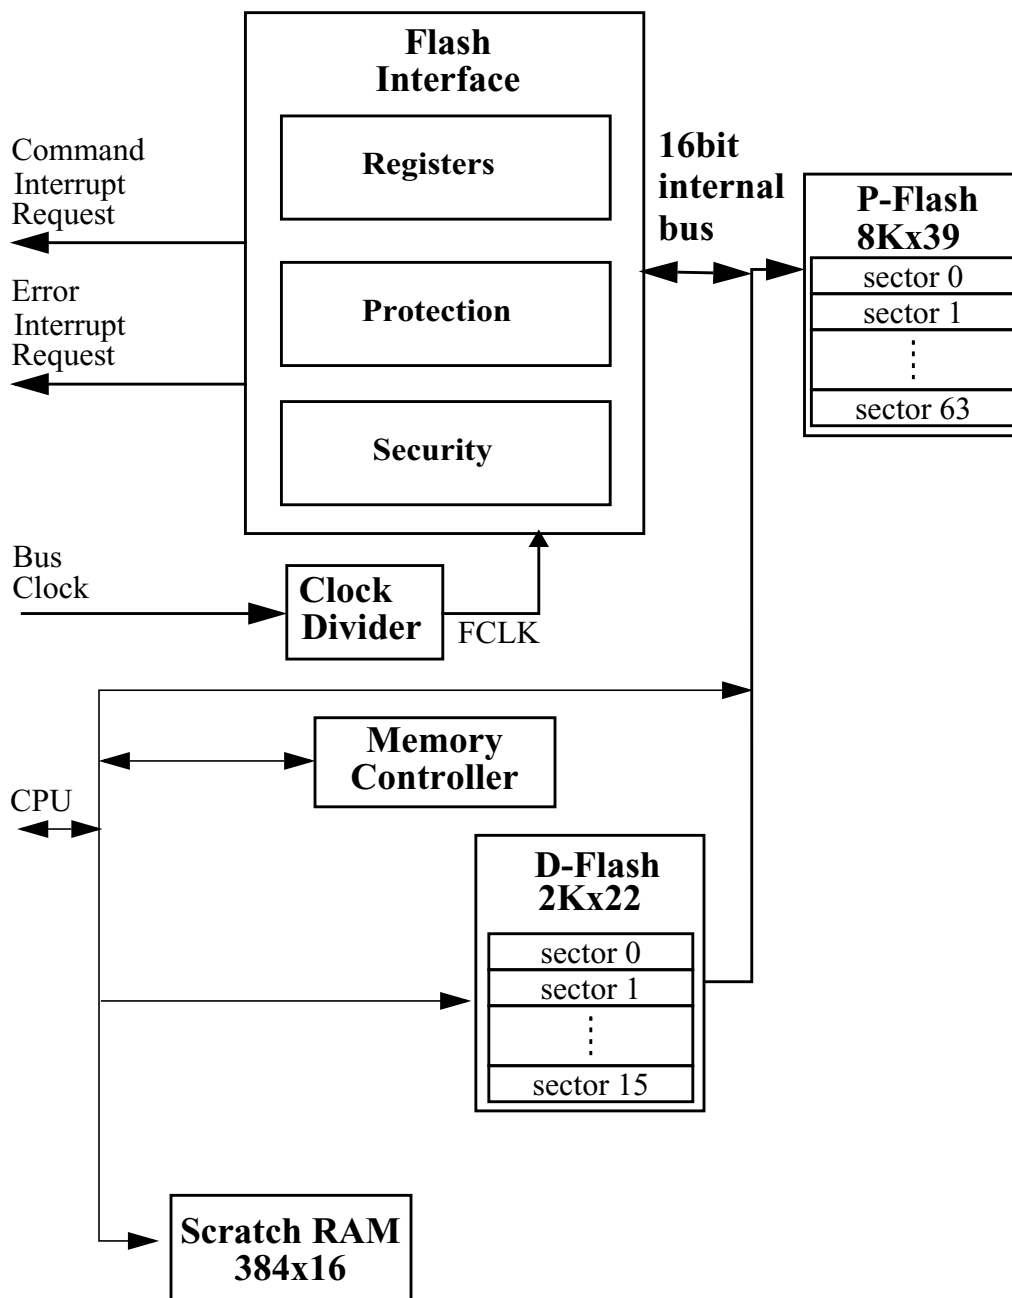 Flash
Interface
Registers
Protection
Security
Command
Interrupt
Request
Error
Interrupt
Request
16bit
internal
bus
P-Flash
8Kx39
sector 0
sector 1
sector 63
Bus
Clock
Clock
Divider
FCLK
Memory
Controller
CPU
D-Flash
2Kx22
sector 0
sector 1
sector 15
Scratch RAM
384x16